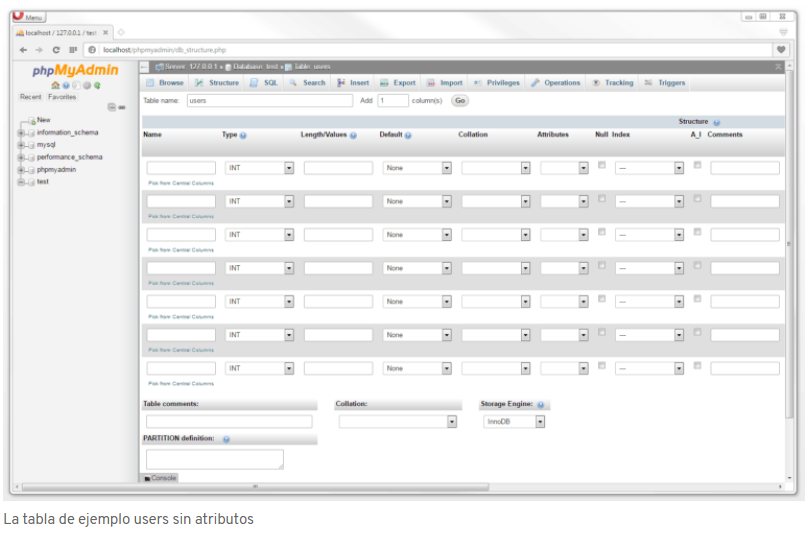 Menu
localhost / 127.0.0.1 / test
localhost/phpmyadmin/db_structure.php
phpMyAdmin
Recent Favorites
New
information_schema
mysql
performance_schema
phpmyadmin
test
Server: 127.0.0.1 » Database: test » Table: users
Browse Structure SQL Search Insert Export Import Privileges Operations Tracking Triggers
Table name: users Add 1 column(s) Go
Structure
Name Type Length/Values Default Collation Attributes Null Index A_I Comments
INT None ---
Pick from Central Columns
INT None ---
Pick from Central Columns
INT None ---
Pick from Central Columns
INT None ---
Pick from Central Columns
INT None ---
Pick from Central Columns
INT None ---
Pick from Central Columns
INT None ---
Pick from Central Columns
Table comments: Collation: Storage Engine:
InnoDB
PARTITION definition:
Console
La tabla de ejemplo users sin atributos